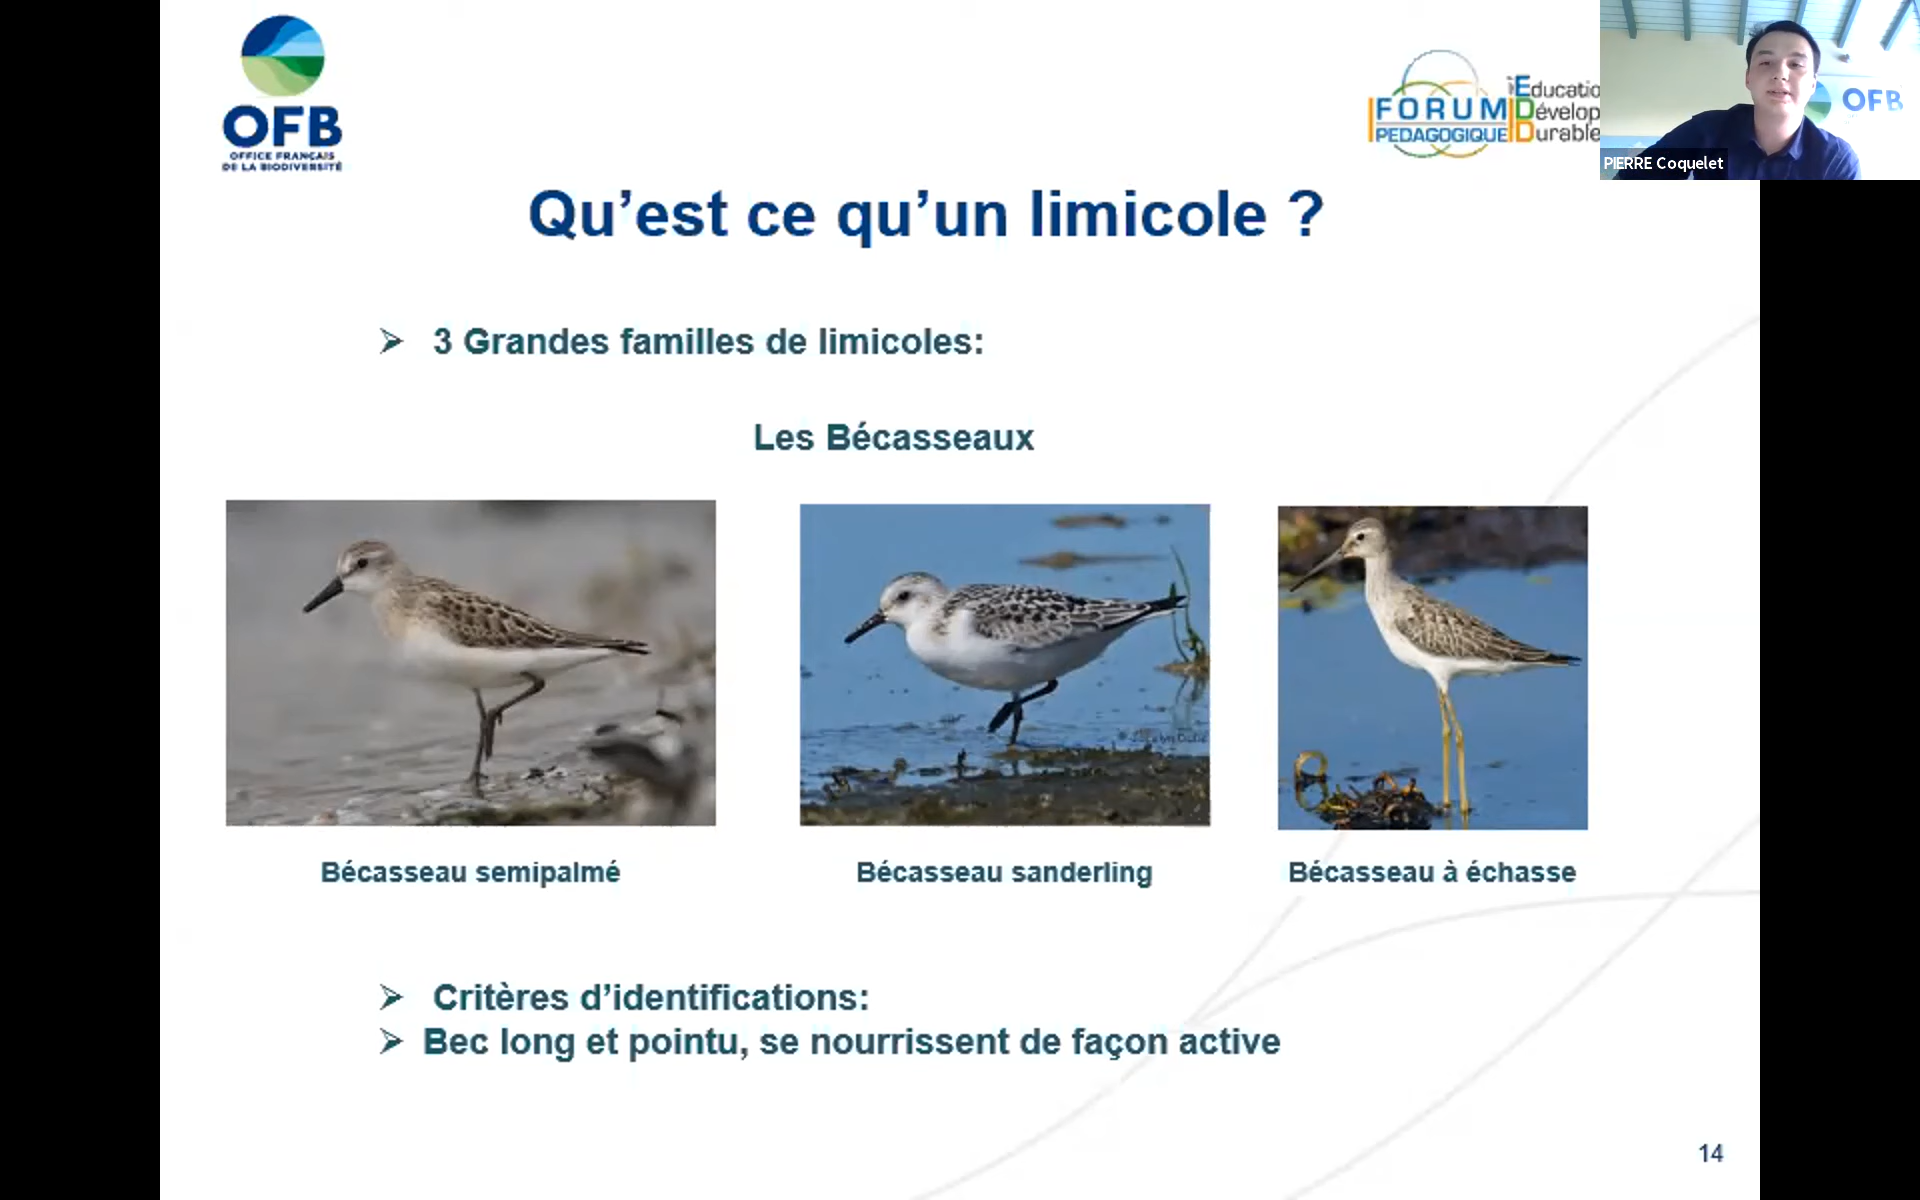 OFB
OFFICE FRANÇAIS
DE LA BIODIVERSITÉ
FORUM
PEDAGOGIQUE
Educatio
Dévelop
Durable
OFB
PIERRE Coquelet
Qu’est ce qu’un limicole ?
3 Grandes familles de limicoles:
Les Bécasseaux
Bécasseau semipalmé
Bécasseau sanderling
Bécasseau à échasse
Critères d’identifications:
Bec long et pointu, se nourrissent de façon active
14